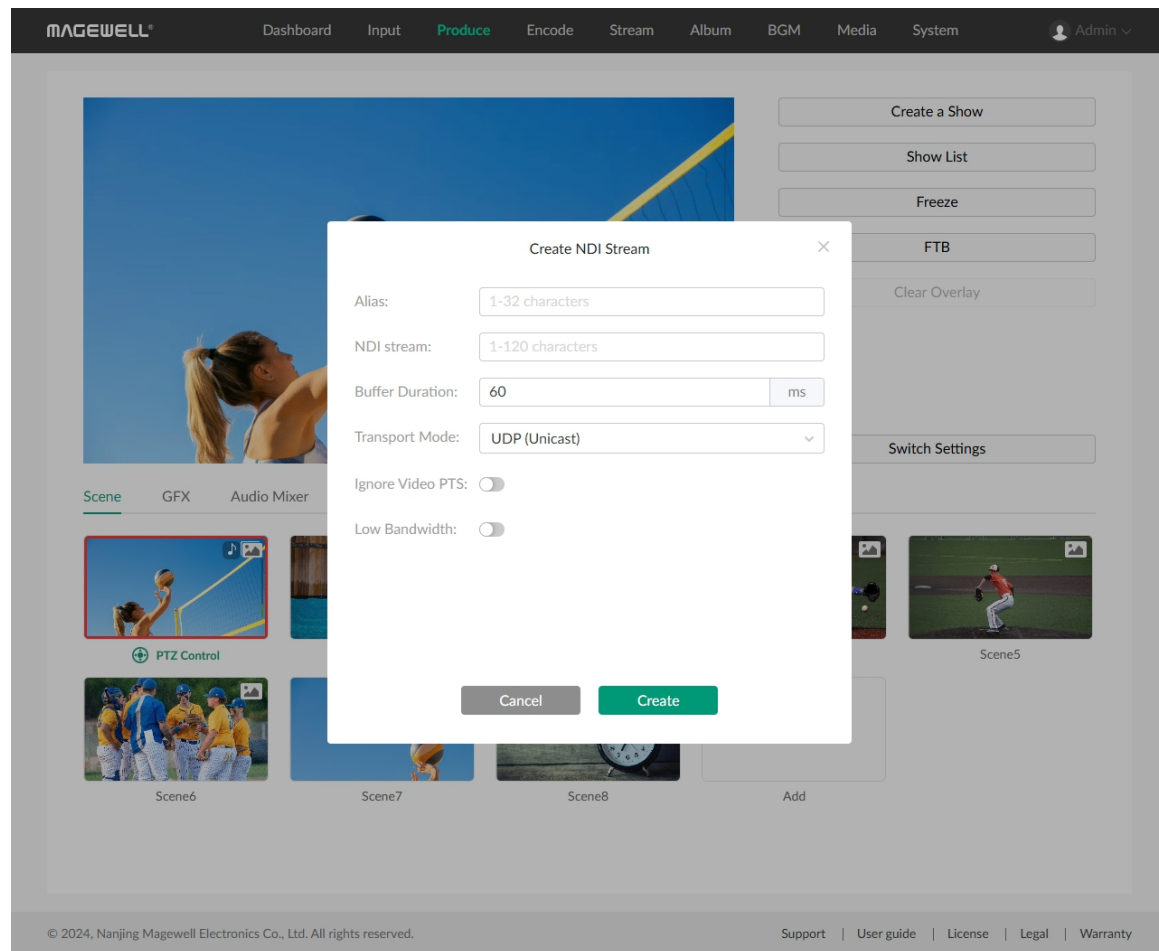 MAGEWELL®
Dashboard Input Produce Encode Stream Album BGM Media System Admin
Create a Show
Show List
Freeze
FTB
Clear Overlay
Switch Settings
Create NDI Stream
Alias: 1-32 characters
NDI stream: 1-120 characters
Buffer Duration: 60 ms
Transport Mode: UDP (Unicast)
Ignore Video PTS:
Low Bandwidth:
Cancel Create
Scene GFX Audio Mixer
PTZ Control Scene5
Scene6 Scene7 Scene8 Add
© 2024, Nanjing Magewell Electronics Co., Ltd. All rights reserved. Support | User guide | License | Legal | Warranty